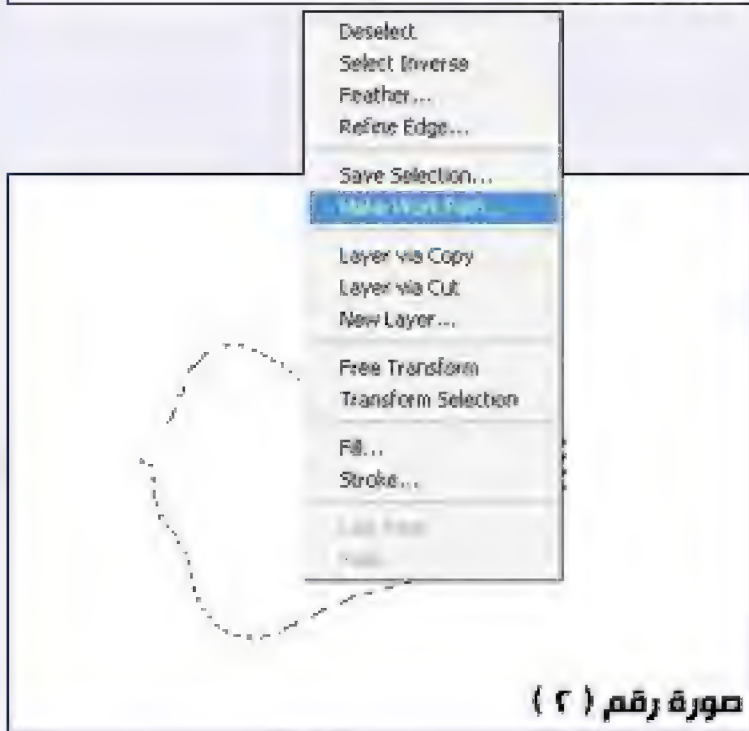 Deselect
Select Inverse
Feather...
Refine Edge...
Save Selection...
Make Work Path...
Layer via Copy
Layer via Cut
New Layer...
Free Transform
Transform Selection
Fill...
Stroke...
صورة رقم ( ٢ )